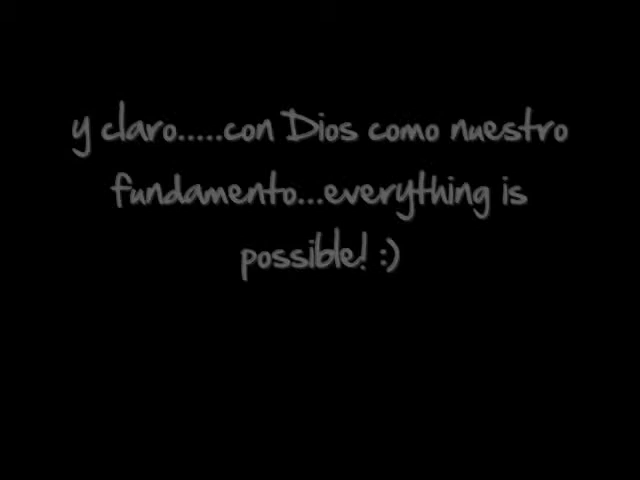 y claro.....con Dios como nuestro
fundamento...everything is
possible! :)